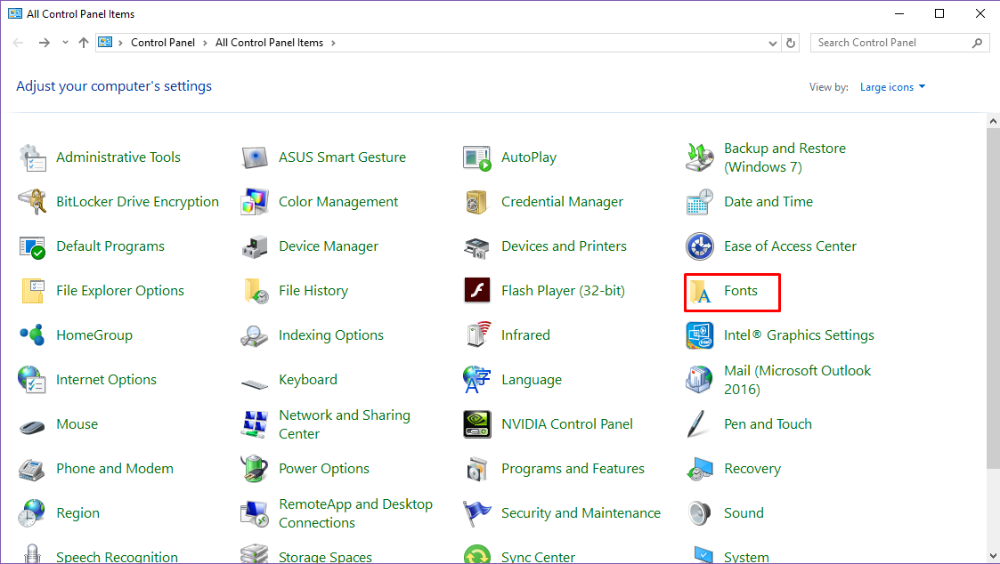 All Control Panel Items
Control Panel > All Control Panel Items >
Search Control Panel
Adjust your computer's settings
View by: Large icons
Administrative Tools
ASUS Smart Gesture
AutoPlay
Backup and Restore
(Windows 7)
BitLocker Drive Encryption
Color Management
Credential Manager
Date and Time
Default Programs
Device Manager
Devices and Printers
Ease of Access Center
File Explorer Options
File History
Flash Player (32-bit)
Fonts
HomeGroup
Indexing Options
Infrared
Intel® Graphics Settings
Internet Options
Keyboard
Language
Mail (Microsoft Outlook
2016)
Mouse
Network and Sharing
Center
NVIDIA Control Panel
Pen and Touch
Phone and Modem
Power Options
Programs and Features
Recovery
Region
RemoteApp and Desktop
Connections
Security and Maintenance
Sound
Speech Recognition
Storage Spaces
Sync Center
System